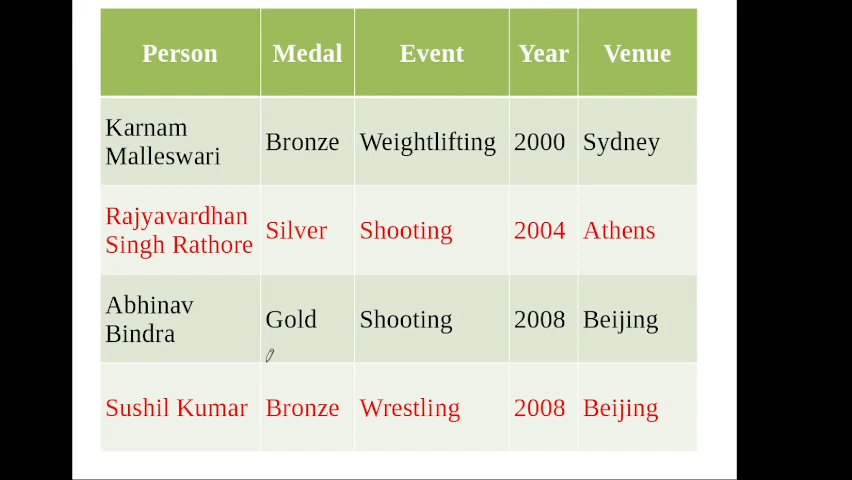 Person Medal Event Year Venue
Karnam
Malleswari Bronze Weightlifting 2000 Sydney
Rajyavardhan
Singh Rathore Silver Shooting 2004 Athens
Abhinav
Bindra Gold Shooting 2008 Beijing
Sushil Kumar Bronze Wrestling 2008 Beijing